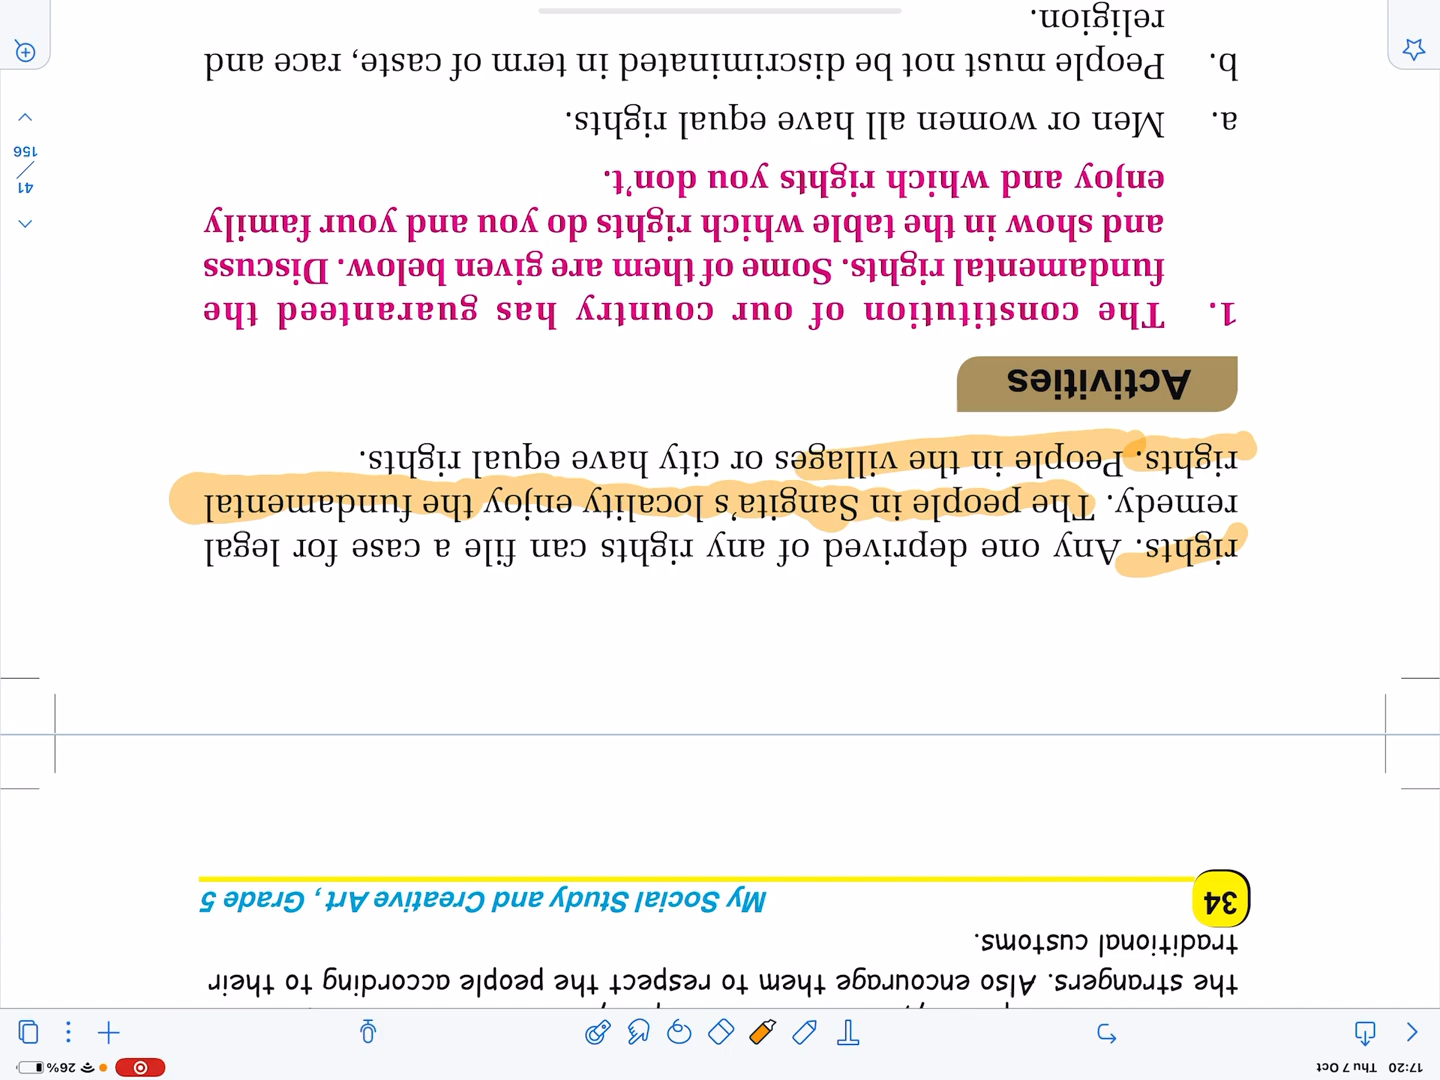 17:20 Thu 7 Oct
26%
the strangers. Also encourage them to respect the people according to their
traditional customs.
34
My Social Study and Creative Art , Grade 5
rights. Any one deprived of any rights can file a case for legal
remedy. The people in Sangita's locality enjoy the fundamental
rights. People in the villages or city have equal rights.
Activities
1. The constitution of our country has guaranteed the
fundamental rights. Some of them are given below. Discuss
and show in the table which rights do you and your family
enjoy and which rights you don't.
a. Men or women all have equal rights.
b. People must not be discriminated in term of caste, race and
religion.
41
156